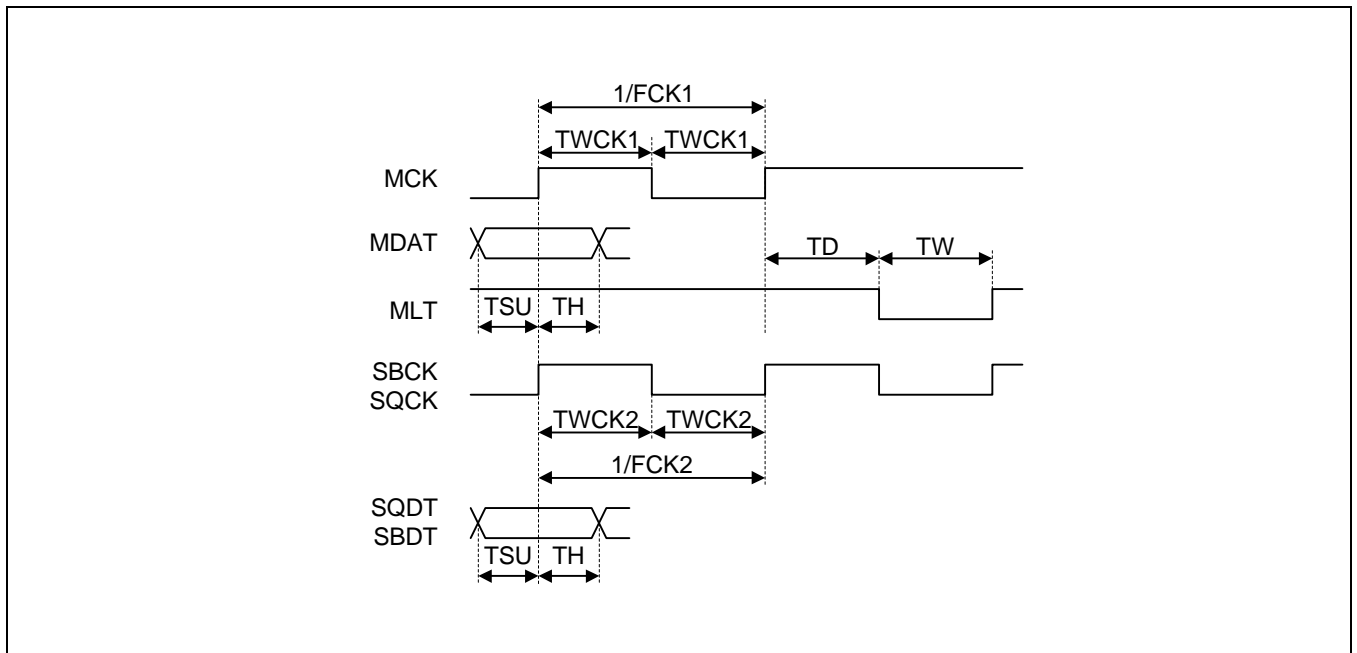 1/FCK1
TWCK1 TWCK1
MCK
MDAT
TD TW
MLT
TSU TH
SBCK
SQCK
TWCK2 TWCK2
1/FCK2
SQDT
SBDT
TSU TH